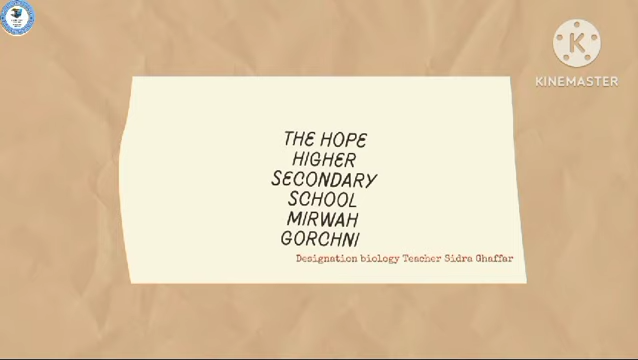 KINEMASTER
THE HOPE
HIGHER
SECONDARY
SCHOOL
MIRWAH
GORCHNI
Designation biology Teacher Sidra Ghaffar